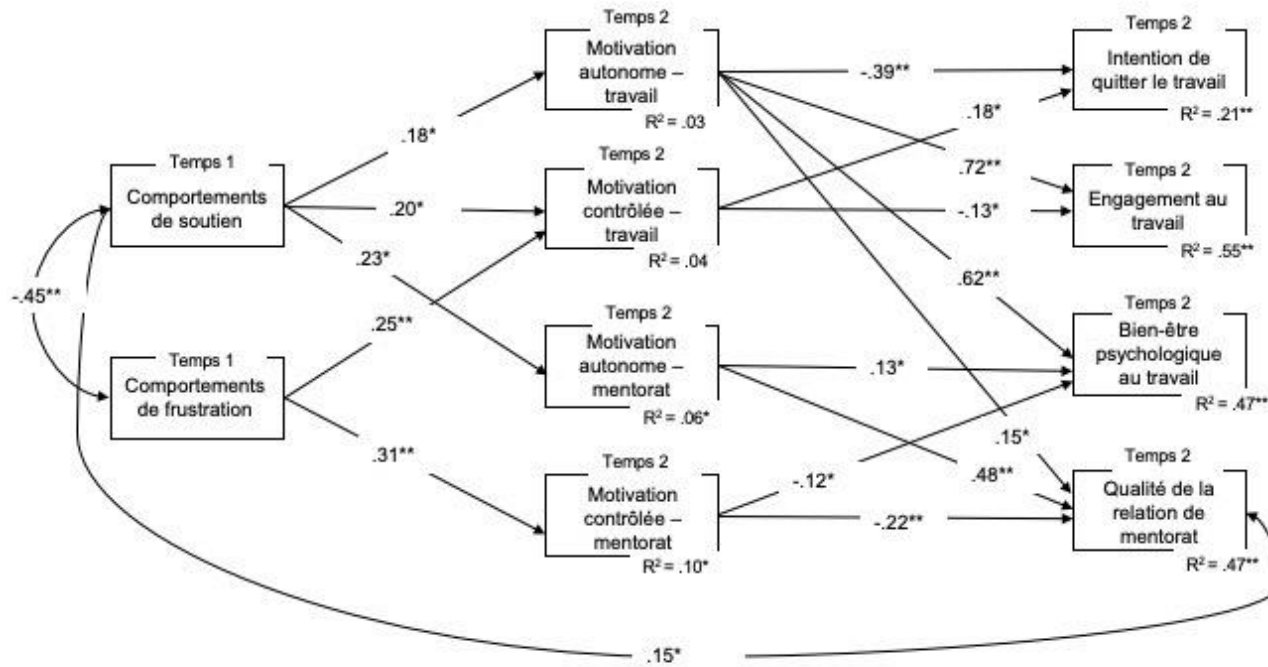 Temps 1
Comportements
de soutien
Temps 1
Comportements
de frustration
-.45**
.18*
.20*
.23*
.25**
.31**
Temps 2
Motivation
autonome –
travail
R² = .03
Temps 2
Motivation
contrôlée –
travail
R² = .04
Temps 2
Motivation
autonome –
mentorat
R² = .06*
Temps 2
Motivation
contrôlée –
mentorat
R² = .10*
-.39**
.18*
.72**
-.13*
.62**
.13*
.15*
.48**
-.12*
-.22**
Temps 2
Intention de
quitter le travail
R² = .21**
Temps 2
Engagement au
travail
R² = .55**
Temps 2
Bien-être
psychologique
au travail
R² = .47**
Temps 2
Qualité de la
relation de
mentorat
R² = .47**
.15*